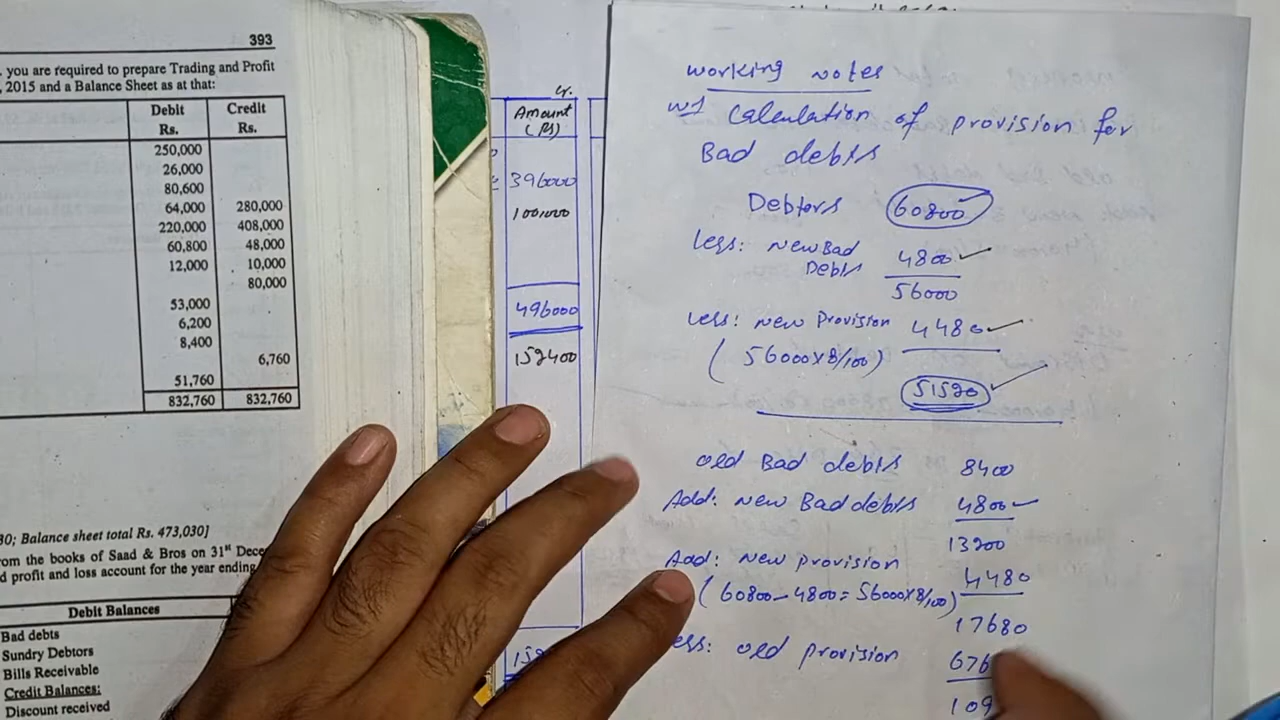 393
. you are required to prepare Trading and Profit
, 2015 and a Balance Sheet as at that:
Debit Credit
Rs. Rs.
250,000
26,000
80,600
64,000 280,000
220,000 408,000
60,800 48,000
12,000 10,000
80,000
53,000
6,200
8,400
6,760
51,760
832,760 832,760
30; Balance sheet total Rs. 473,030]
rom the books of Saad & Bros on 31st Dece
d profit and loss account for the year ending
Debit Balances
Bad debts
Sundry Debtors
Bills Receivable
Credit Balances:
Discount received
Cr.
Amount
(RS)
396000
100,000
496000
152400
working notes
W1 Calculation of provision for
Bad debts
Debtors 60800
Less: New Bad
Debts 4800
56000
Less: New Provision 4480
(56000x8/100)
51520
old Bad debts 8400
Add: New Bad debts 4800
13200
Add: New provision
(60800-4800=56000x8/100) 4480
17680
ess: old provision